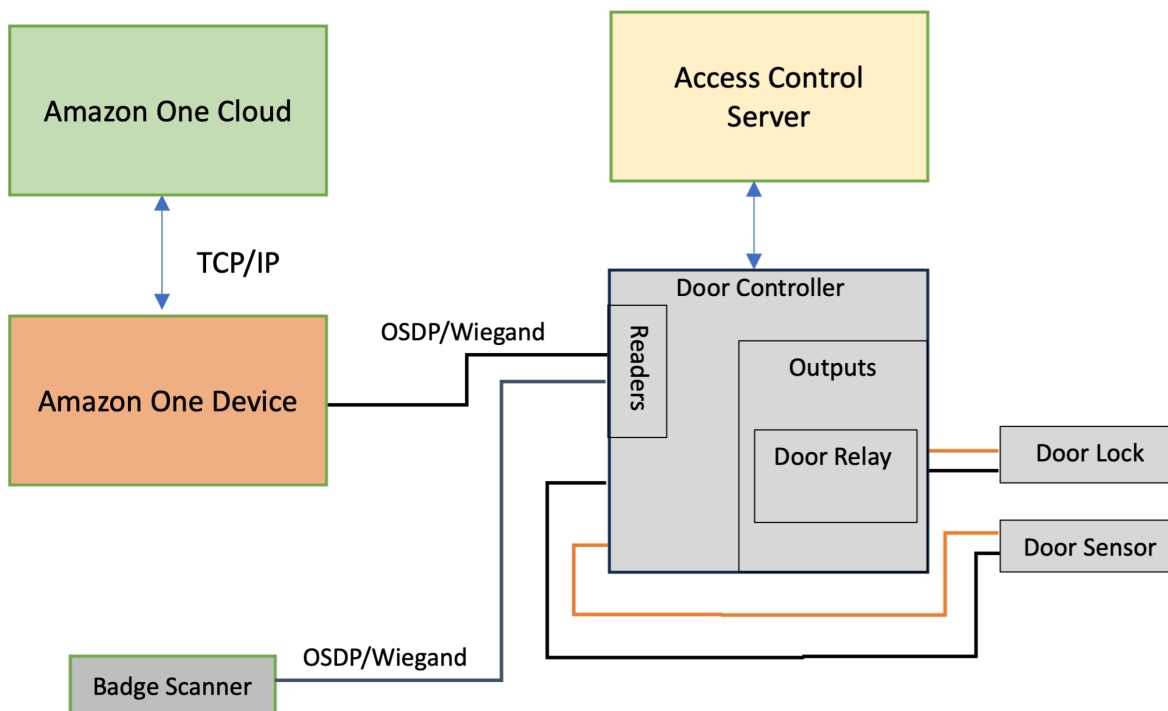 Amazon One Cloud
Access Control
Server
TCP/IP
Door Controller
OSDP/Wiegand
Readers
Outputs
Amazon One Device
Door Relay
Door Lock
Door Sensor
OSDP/Wiegand
Badge Scanner